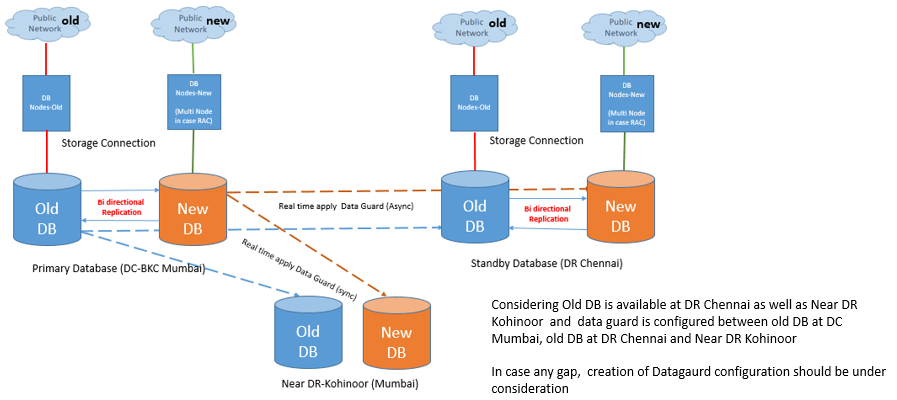 Public old
Network
Public new
Network
Public old
Network
Public new
Network
DB
Nodes-Old
DB
Nodes-New
(Multi Node
in case RAC)
DB
Nodes-Old
DB
Nodes-New
(Multi Node
in case RAC)
Storage Connection
Storage Connection
Old
DB
Bi directional
Replication
New
DB
Real time apply Data Guard (Async)
Old
DB
Bi directional
Replication
New
DB
Real time apply Data Guard (sync)
Primary Database (DC-BKC Mumbai)
Standby Database (DR Chennai)
Old
DB
New
DB
Near DR-Kohinoor (Mumbai)
Considering Old DB is available at DR Chennai as well as Near DR
Kohinoor and data guard is configured between old DB at DC
Mumbai, old DB at DR Chennai and Near DR Kohinoor
In case any gap, creation of Datagaurd configuration should be under
consideration